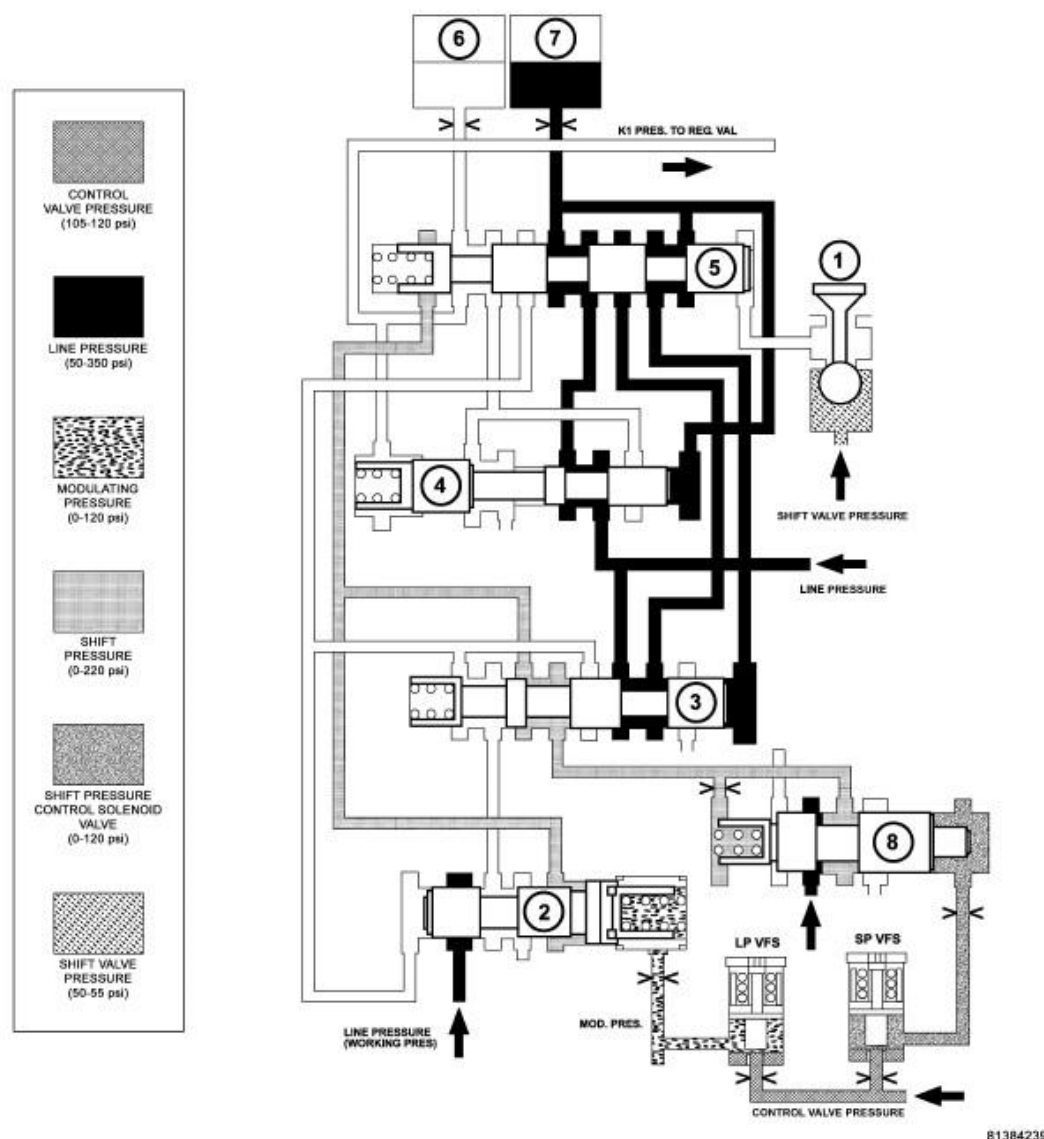 CONTROL
VALVE PRESSURE
(105-120 psi)
LINE PRESSURE
(50-350 psi)
MODULATING
PRESSURE
(0-120 psi)
SHIFT
PRESSURE
(0-220 psi)
SHIFT PRESSURE
CONTROL SOLENOID
VALVE
(0-120 psi)
SHIFT VALVE
PRESSURE
(50-55 psi)
6
7
K1 PRES. TO REG. VAL
5
1
4
SHIFT VALVE PRESSURE
LINE PRESSURE
3
8
2
LP VFS
SP VFS
LINE PRESSURE
(WORKING PRES)
MOD. PRES.
CONTROL VALVE PRESSURE
81384239